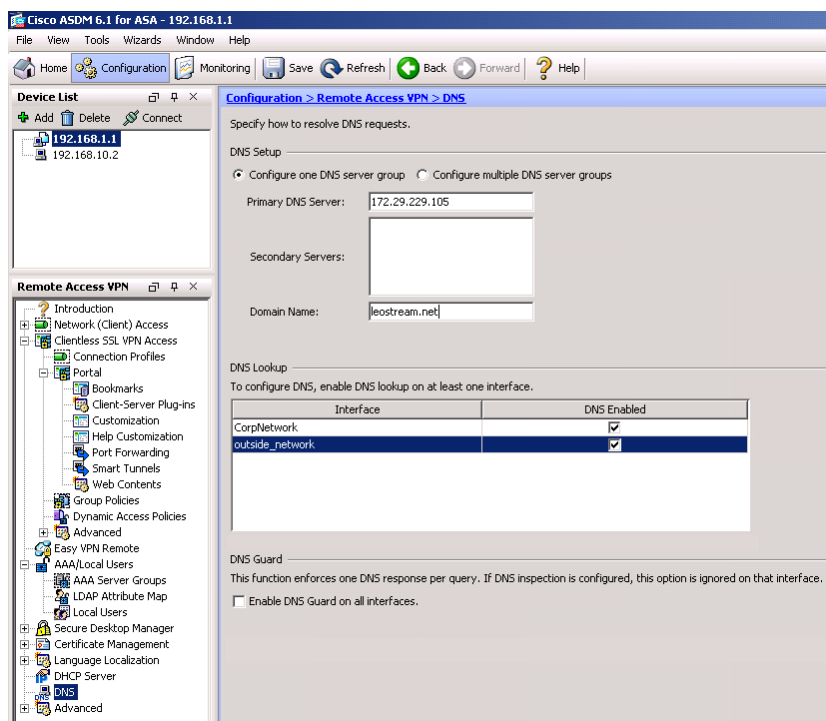 Cisco ASDM 6.1 for ASA - 192.168.1.1
File View Tools Wizards Window Help
Home Configuration Monitoring Save Refresh Back Forward Help
Device List
Add Delete Connect
192.168.1.1
192.168.10.2
Remote Access VPN
Introduction
Network (Client) Access
Clientless SSL VPN Access
Connection Profiles
Portal
Bookmarks
Client-Server Plug-ins
Customization
Help Customization
Port Forwarding
Smart Tunnels
Web Contents
Group Policies
Dynamic Access Policies
Advanced
Easy VPN Remote
AAA/Local Users
AAA Server Groups
LDAP Attribute Map
Local Users
Secure Desktop Manager
Certificate Management
Language Localization
DHCP Server
DNS
Advanced
Configuration > Remote Access VPN > DNS
Specify how to resolve DNS requests.
DNS Setup
Configure one DNS server group Configure multiple DNS server groups
Primary DNS Server: 172.29.229.105
Secondary Servers:
Domain Name: leostream.net
DNS Lookup
To configure DNS, enable DNS lookup on at least one interface.
Interface DNS Enabled
CorpNetwork
outside_network
DNS Guard
This function enforces one DNS response per query. If DNS inspection is configured, this option is ignored on that interface.
Enable DNS Guard on all interfaces.